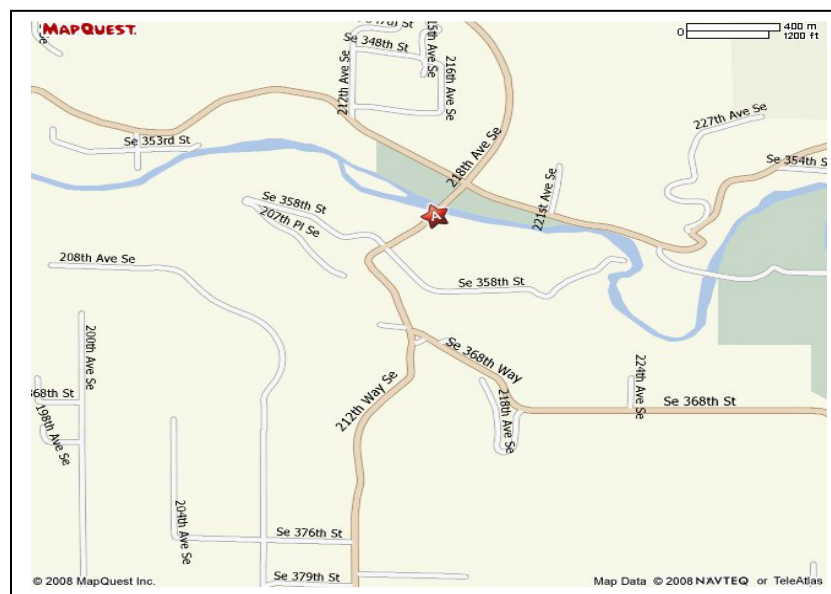 MAPQUEST.
Se 348th St
215th Ave Se
216th Ave Se
212th Ave Se
0
400 m
1200 ft
227th Ave Se
Se 353rd St
218th Ave Se
Se 354th S
221st Ave Se
Se 358th St
207th Pl Se
A
208th Ave Se
Se 358th St
200th Ave Se
Se 368th Way
224th Ave Se
368th St
198th Ave Se
212th Way Se
218th Ave Se
Se 368th St
204th Ave Se
Se 376th St
Se 379th St
© 2008 MapQuest Inc.
Map Data © 2008 NAVTEQ or TeleAtlas